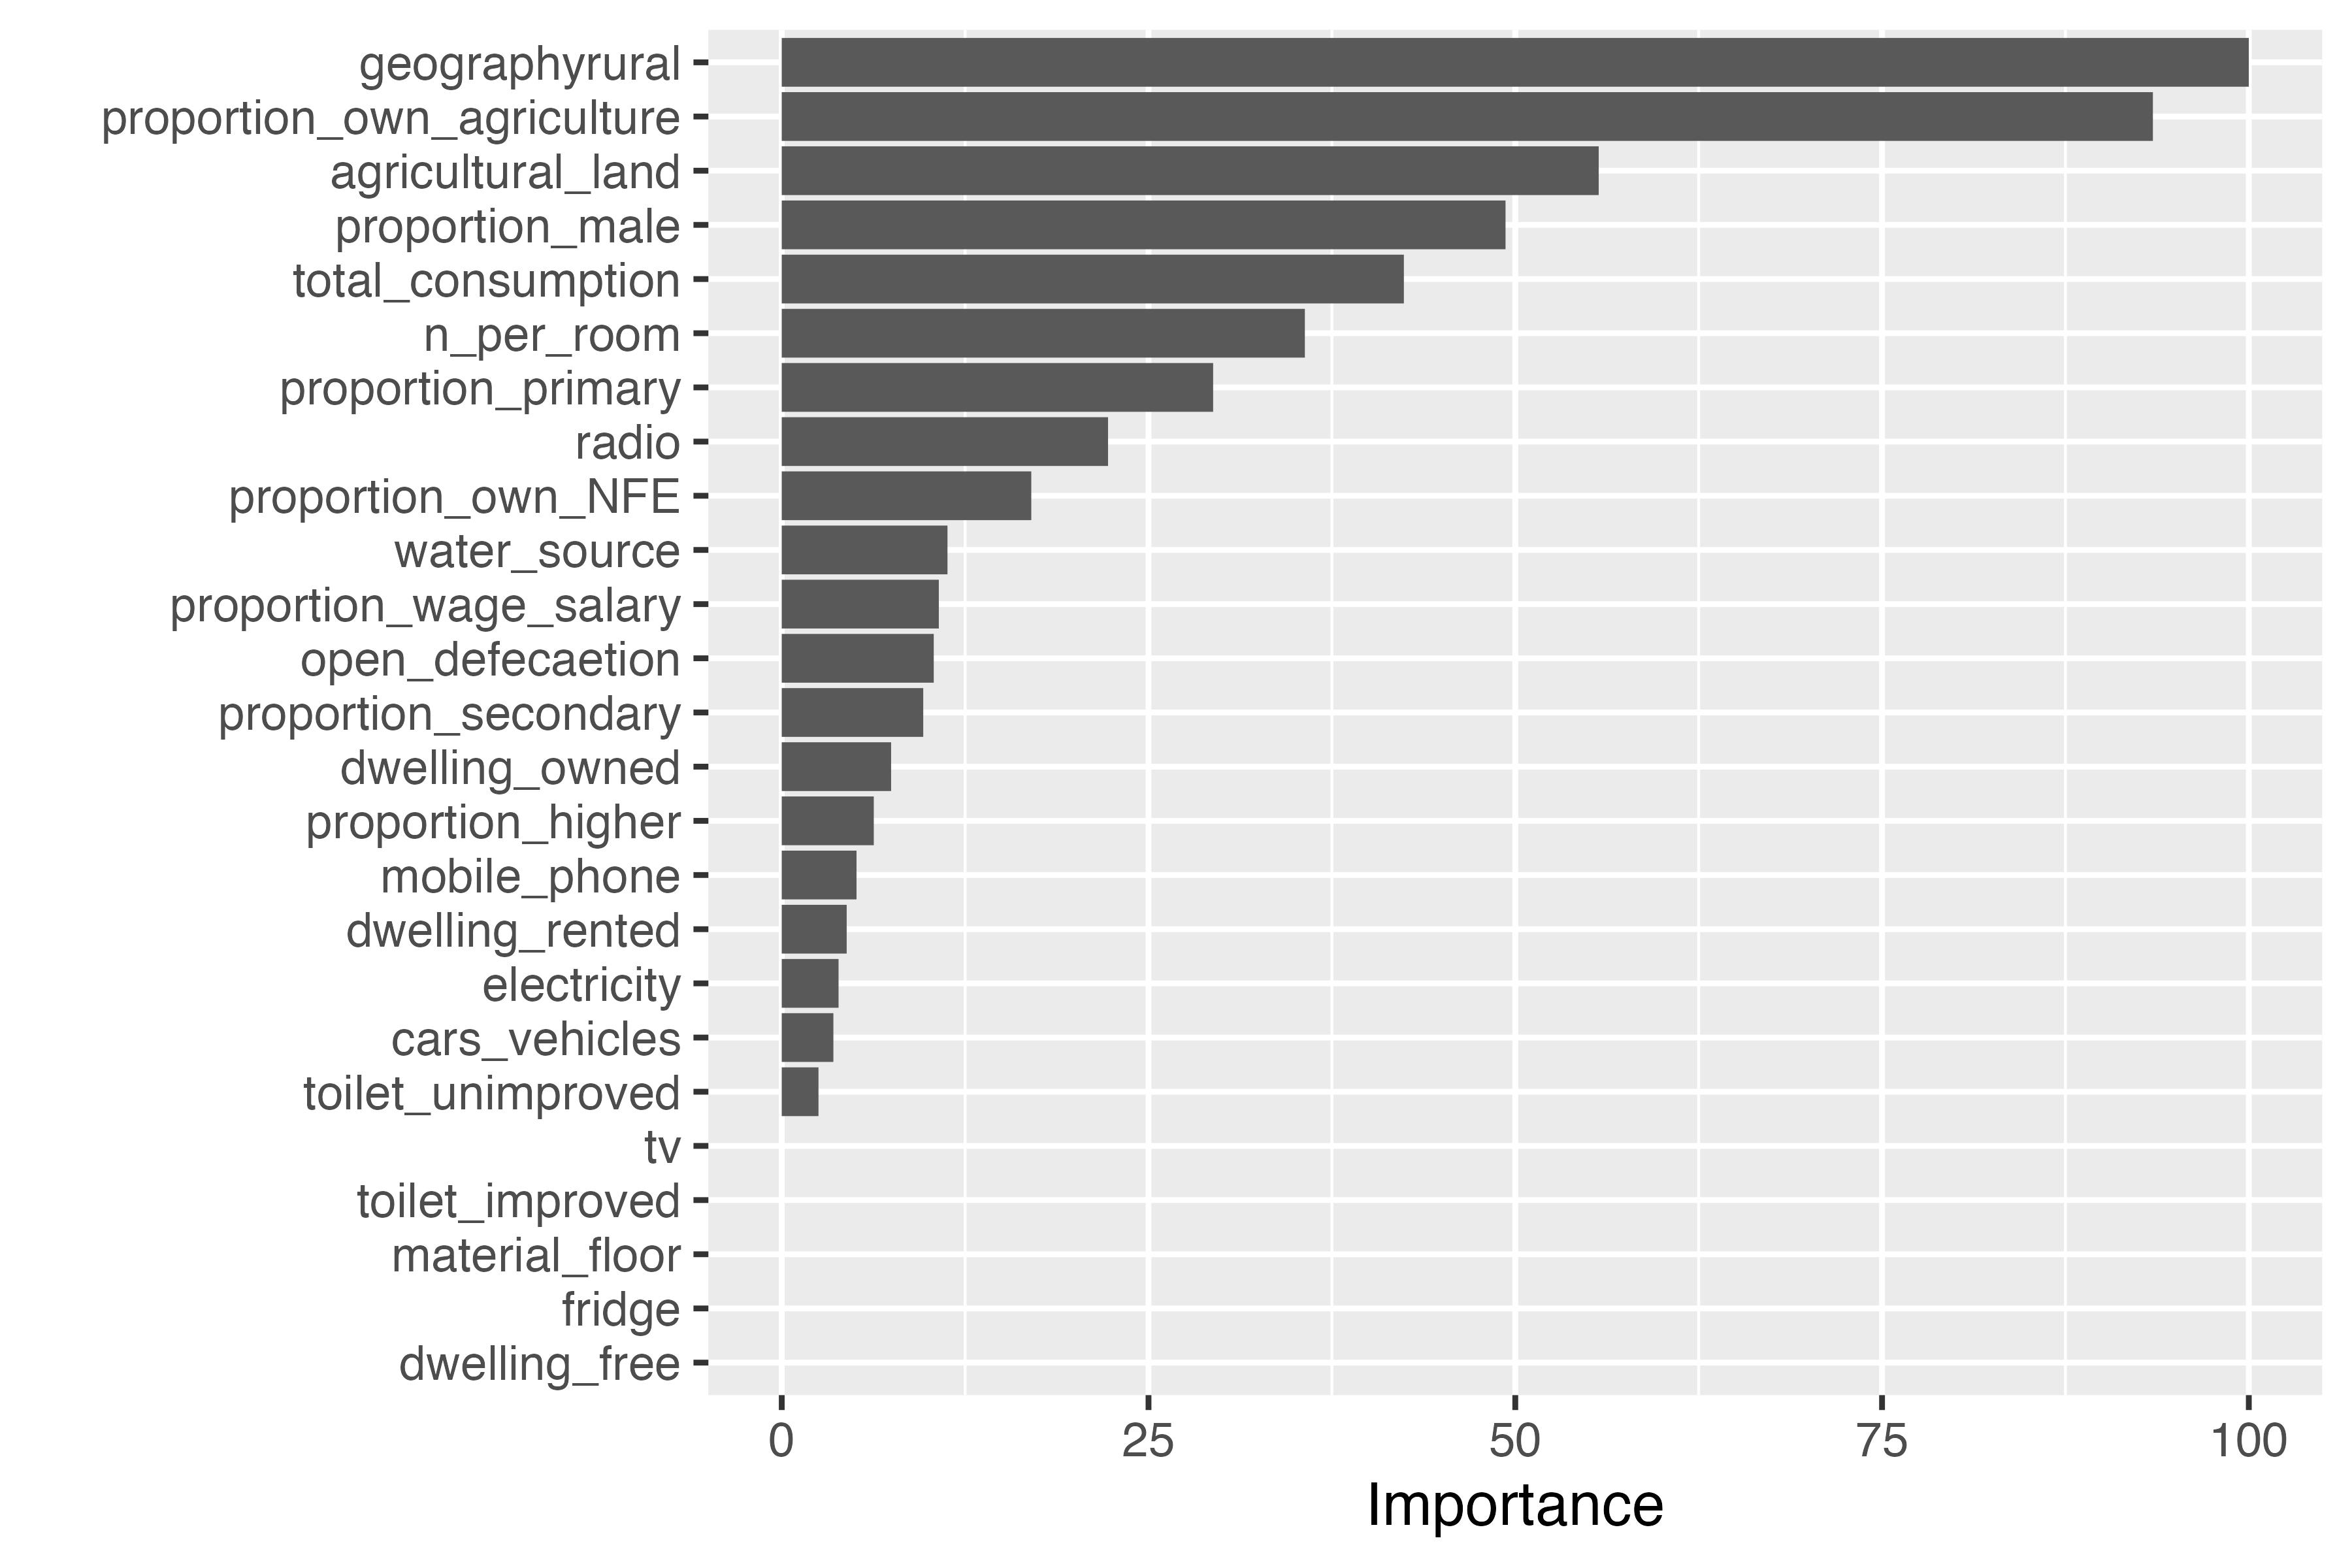 geographyrural
proportion_own_agriculture
agricultural_land
proportion_male
total_consumption
n_per_room
proportion_primary
radio
proportion_own_NFE
water_source
proportion_wage_salary
open_defecaetion
proportion_secondary
dwelling_owned
proportion_higher
mobile_phone
dwelling_rented
electricity
cars_vehicles
toilet_unimproved
tv
toilet_improved
material_floor
fridge
dwelling_free
0 25 50 75 100
Importance